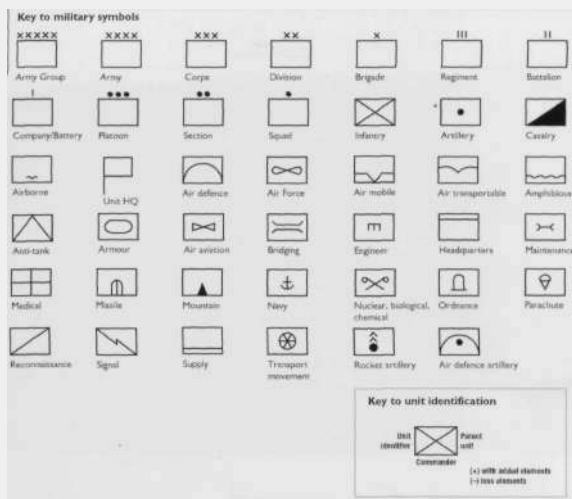 Key to military symbols
XXXXX XXXX XXX XX X III II
Army Group Army Corps Division Brigade Regiment Battalion
I ●●● ●● ●
Company/Battery Platoon Section Squad Infantry Artillery Cavalry
Airborne Unit HQ Air defence Air Force Air mobile Air transportable Amphibious
Anti-tank Armour Air aviation Bridging Engineer Headquarters Maintenance
Medical Missile Mountain Navy Nuclear, biological, Ordnance Parachute
chemical
Reconnaissance Signal Supply Transport Rocket artillery Air defence artillery
movement
Key to unit identification
Unit Parent
identifier unit
Commander
(+) with added elements
(–) less elements